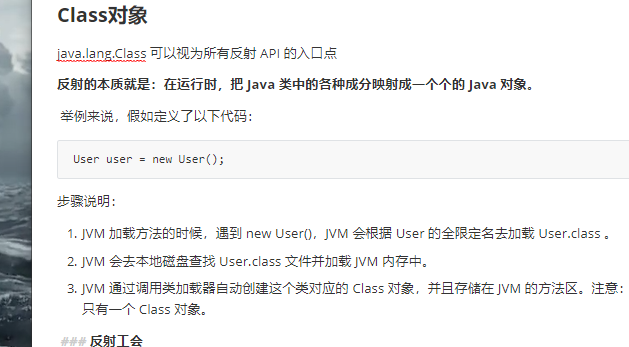 Class对象
java.lang.Class 可以视为所有反射 API 的入口点
反射的本质就是：在运行时，把 Java 类中的各种成分映射成一个个的 Java 对象。
举例来说，假如定义了以下代码：
User user = new User();
步骤说明：
1. JVM 加载方法的时候，遇到 new User()，JVM 会根据 User 的全限定名去加载 User.class 。
2. JVM 会去本地磁盘查找 User.class 文件并加载 JVM 内存中。
3. JVM 通过调用类加载器自动创建这个类对应的 Class 对象，并且存储在 JVM 的方法区。注意：
只有一个 Class 对象。
### 反射工会